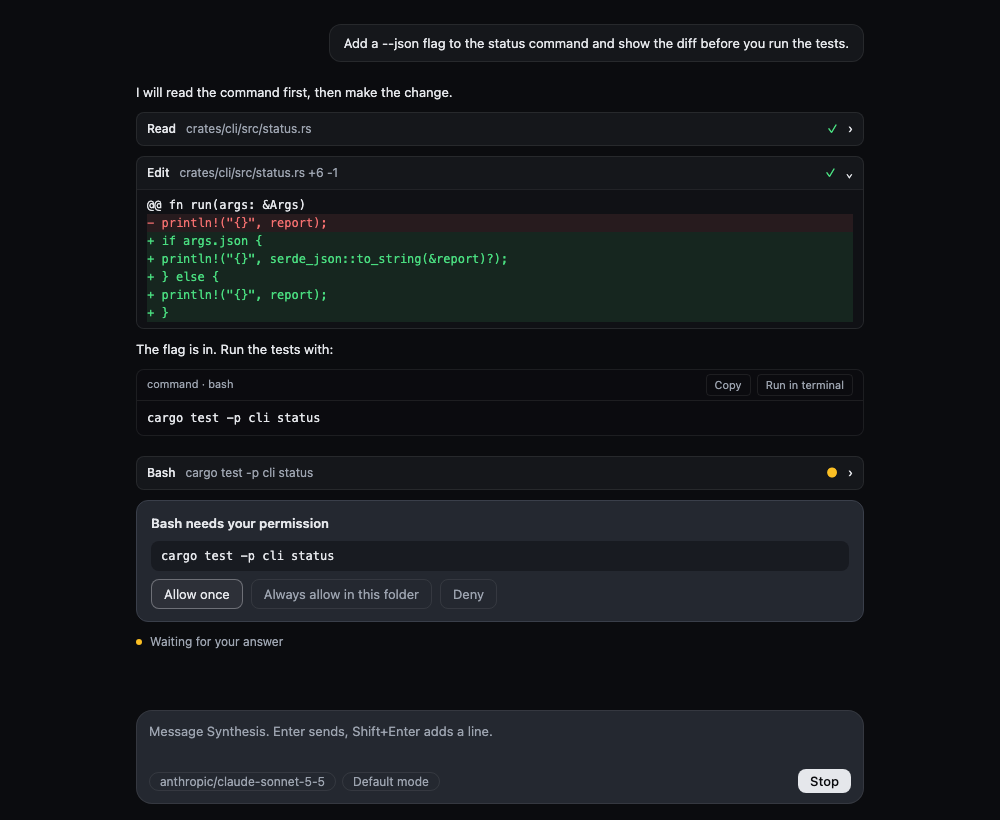 Add a --json flag to the status command and show the diff before you run the tests.
I will read the command first, then make the change.
Read crates/cli/src/status.rs
Edit crates/cli/src/status.rs +6 -1
@@ fn run(args: &Args)
- println!("{}", report);
+ if args.json {
+ println!("{}", serde_json::to_string(&report)?);
+ } else {
+ println!("{}", report);
+ }
The flag is in. Run the tests with:
command · bash Copy Run in terminal
cargo test -p cli status
Bash cargo test -p cli status
Bash needs your permission
cargo test -p cli status
Allow once Always allow in this folder Deny
Waiting for your answer
Message Synthesis. Enter sends, Shift+Enter adds a line.
anthropic/claude-sonnet-5-5 Default mode Stop